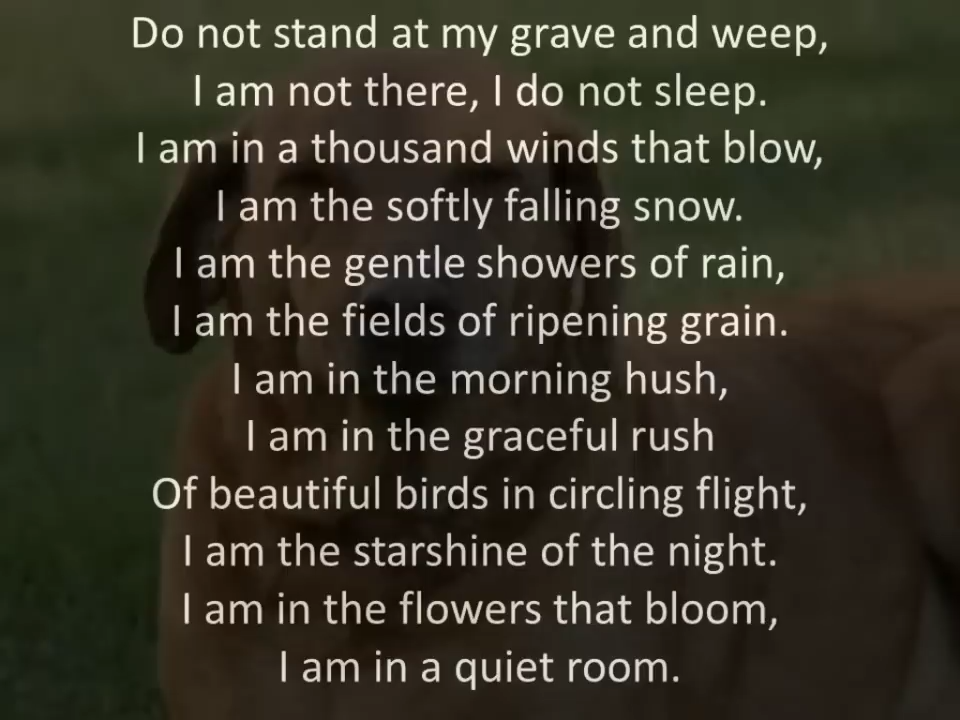 Do not stand at my grave and weep,
I am not there, I do not sleep.
I am in a thousand winds that blow,
I am the softly falling snow.
I am the gentle showers of rain,
I am the fields of ripening grain.
I am in the morning hush,
I am in the graceful rush
Of beautiful birds in circling flight,
I am the starshine of the night.
I am in the flowers that bloom,
I am in a quiet room.